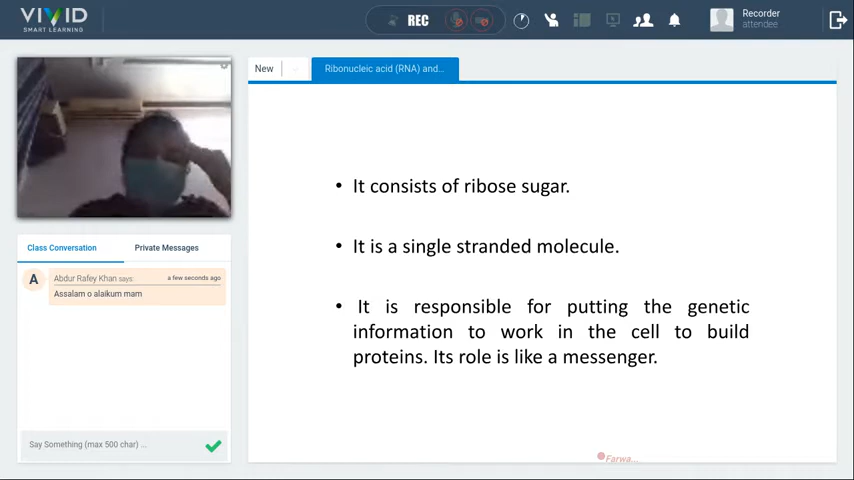 VIVID
SMART LEARNING
REC
Recorder
attendee
New
Ribonucleic acid (RNA) and...
• It consists of ribose sugar.
• It is a single stranded molecule.
• It is responsible for putting the genetic
information to work in the cell to build
proteins. Its role is like a messenger.
Class Conversation
Private Messages
A
Abdur Rafey Khan says:
a few seconds ago
Assalam o alaikum mam
Say Something (max 500 char) ...
Farwa...